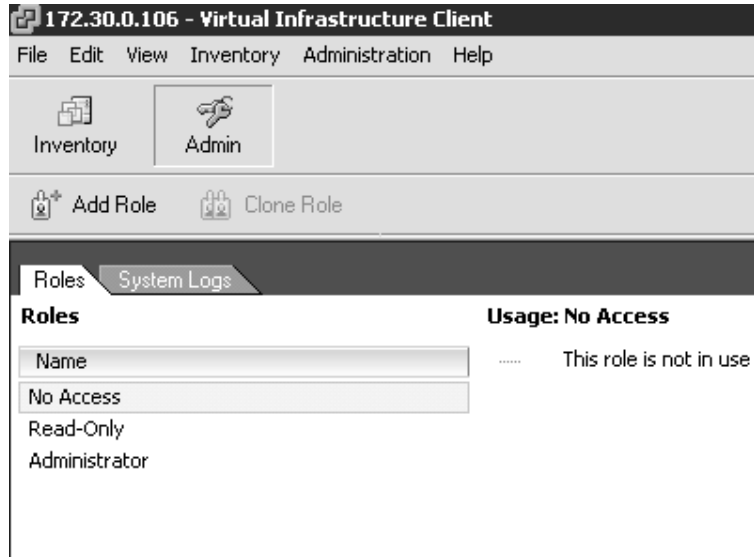 172.30.0.106 - Virtual Infrastructure Client
File Edit View Inventory Administration Help
Inventory Admin
Add Role Clone Role
Roles System Logs
Roles Usage: No Access
Name This role is not in use
No Access
Read-Only
Administrator